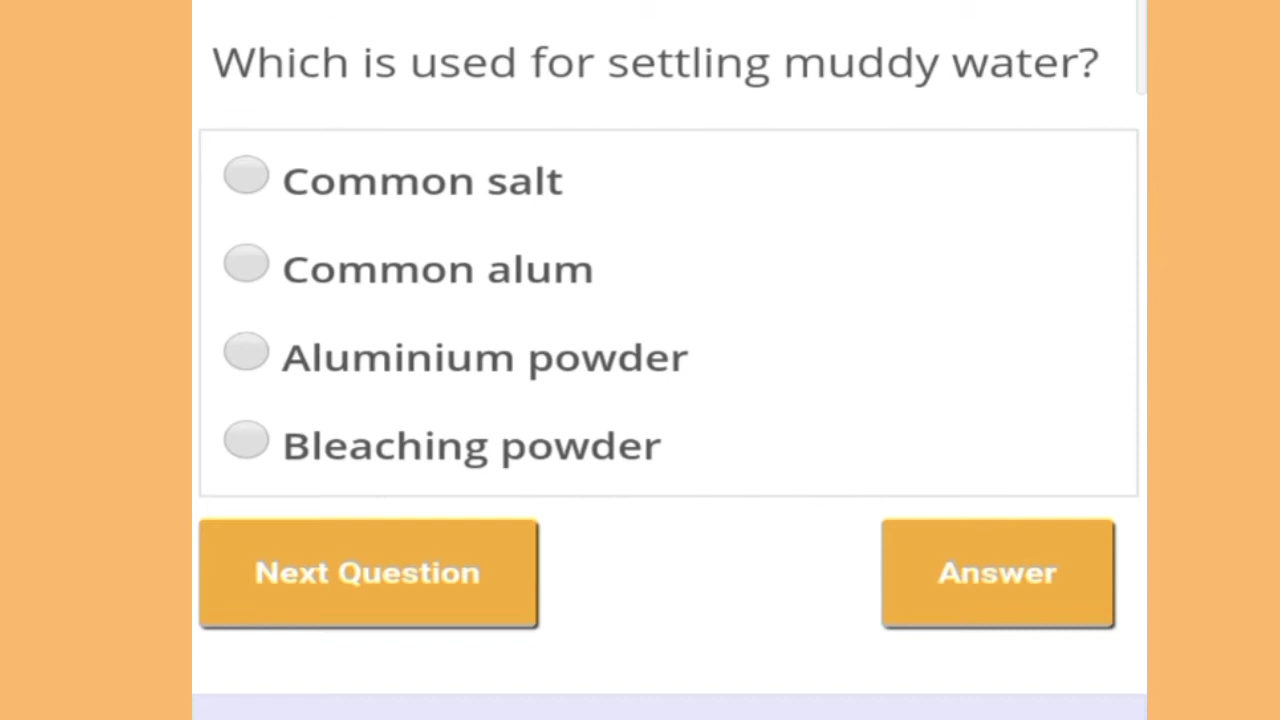 Which is used for settling muddy water?
Common salt
Common alum
Aluminium powder
Bleaching powder
Next Question
Answer